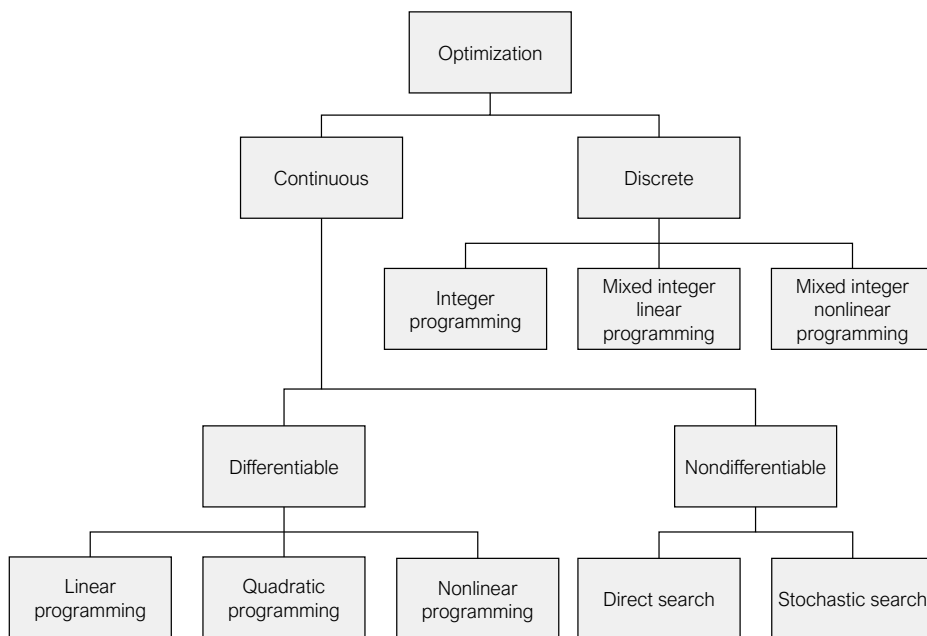 Optimization
Continuous
Discrete
Integer
programming
Mixed integer
linear
programming
Mixed integer
nonlinear
programming
Differentiable
Nondifferentiable
Linear
programming
Quadratic
programming
Nonlinear
programming
Direct search
Stochastic search